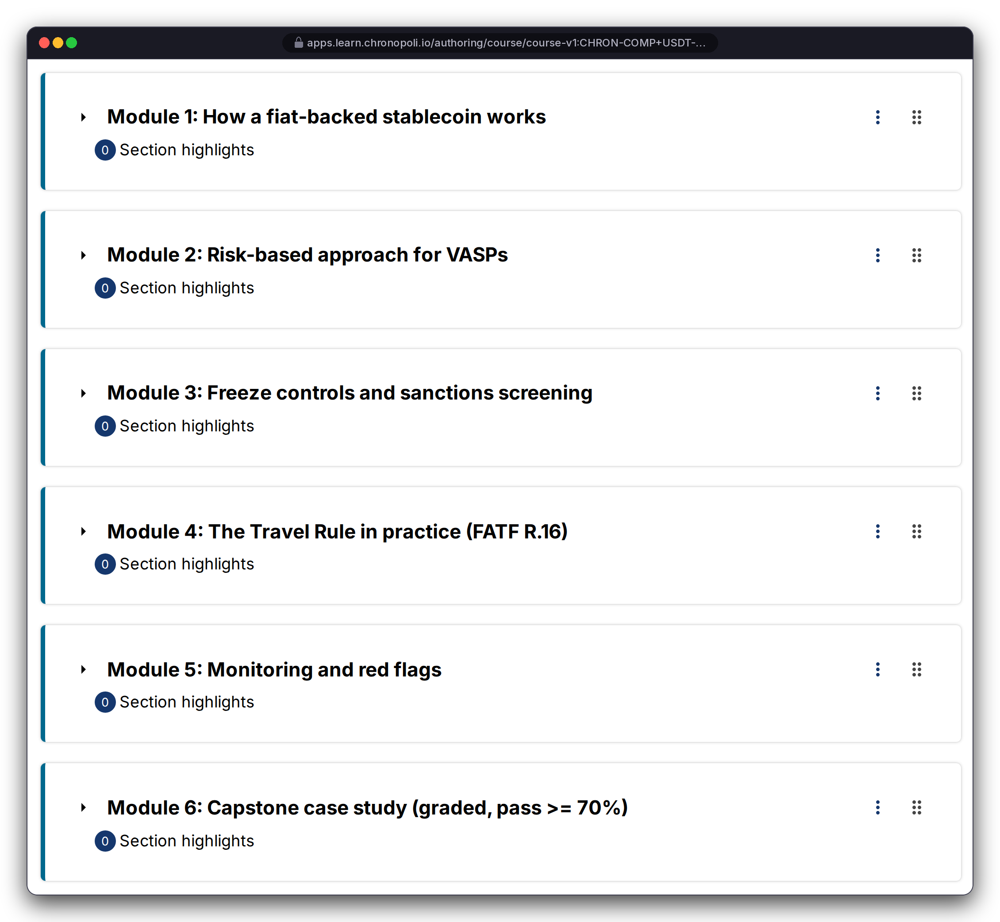 apps.learn.chronopoli.io/authoring/course/course-v1:CHRON-COMP+USDT-...
Module 1: How a fiat-backed stablecoin works
0 Section highlights
Module 2: Risk-based approach for VASPs
0 Section highlights
Module 3: Freeze controls and sanctions screening
0 Section highlights
Module 4: The Travel Rule in practice (FATF R.16)
0 Section highlights
Module 5: Monitoring and red flags
0 Section highlights
Module 6: Capstone case study (graded, pass >= 70%)
0 Section highlights